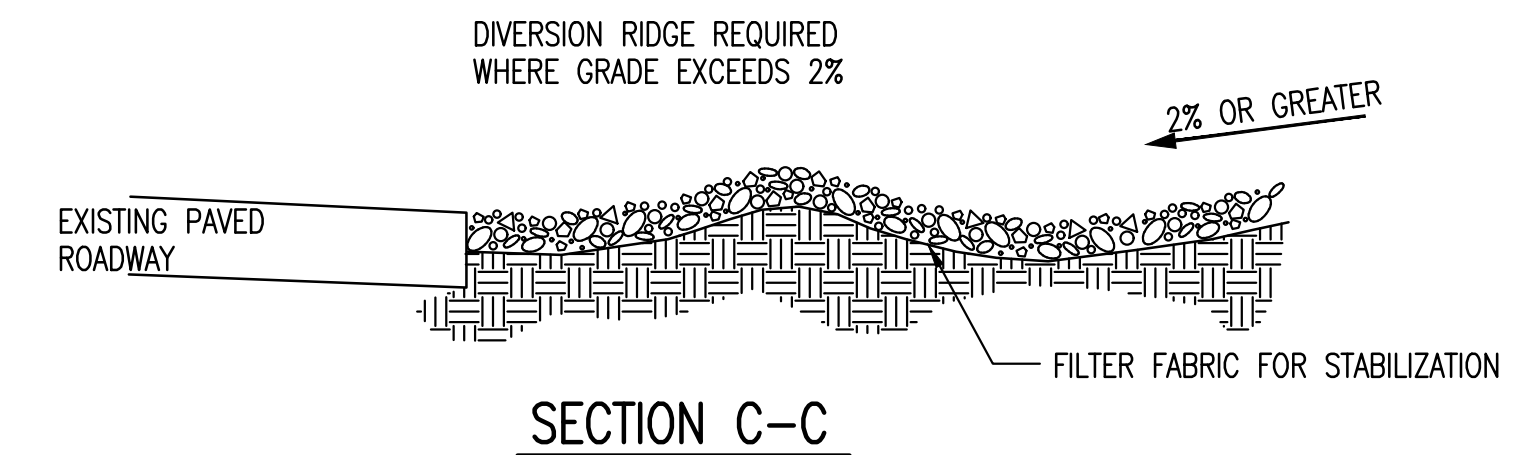 DIVERSION RIDGE REQUIRED
WHERE GRADE EXCEEDS 2%
2% OR GREATER
EXISTING PAVED
ROADWAY
FILTER FABRIC FOR STABILIZATION
SECTION C-C